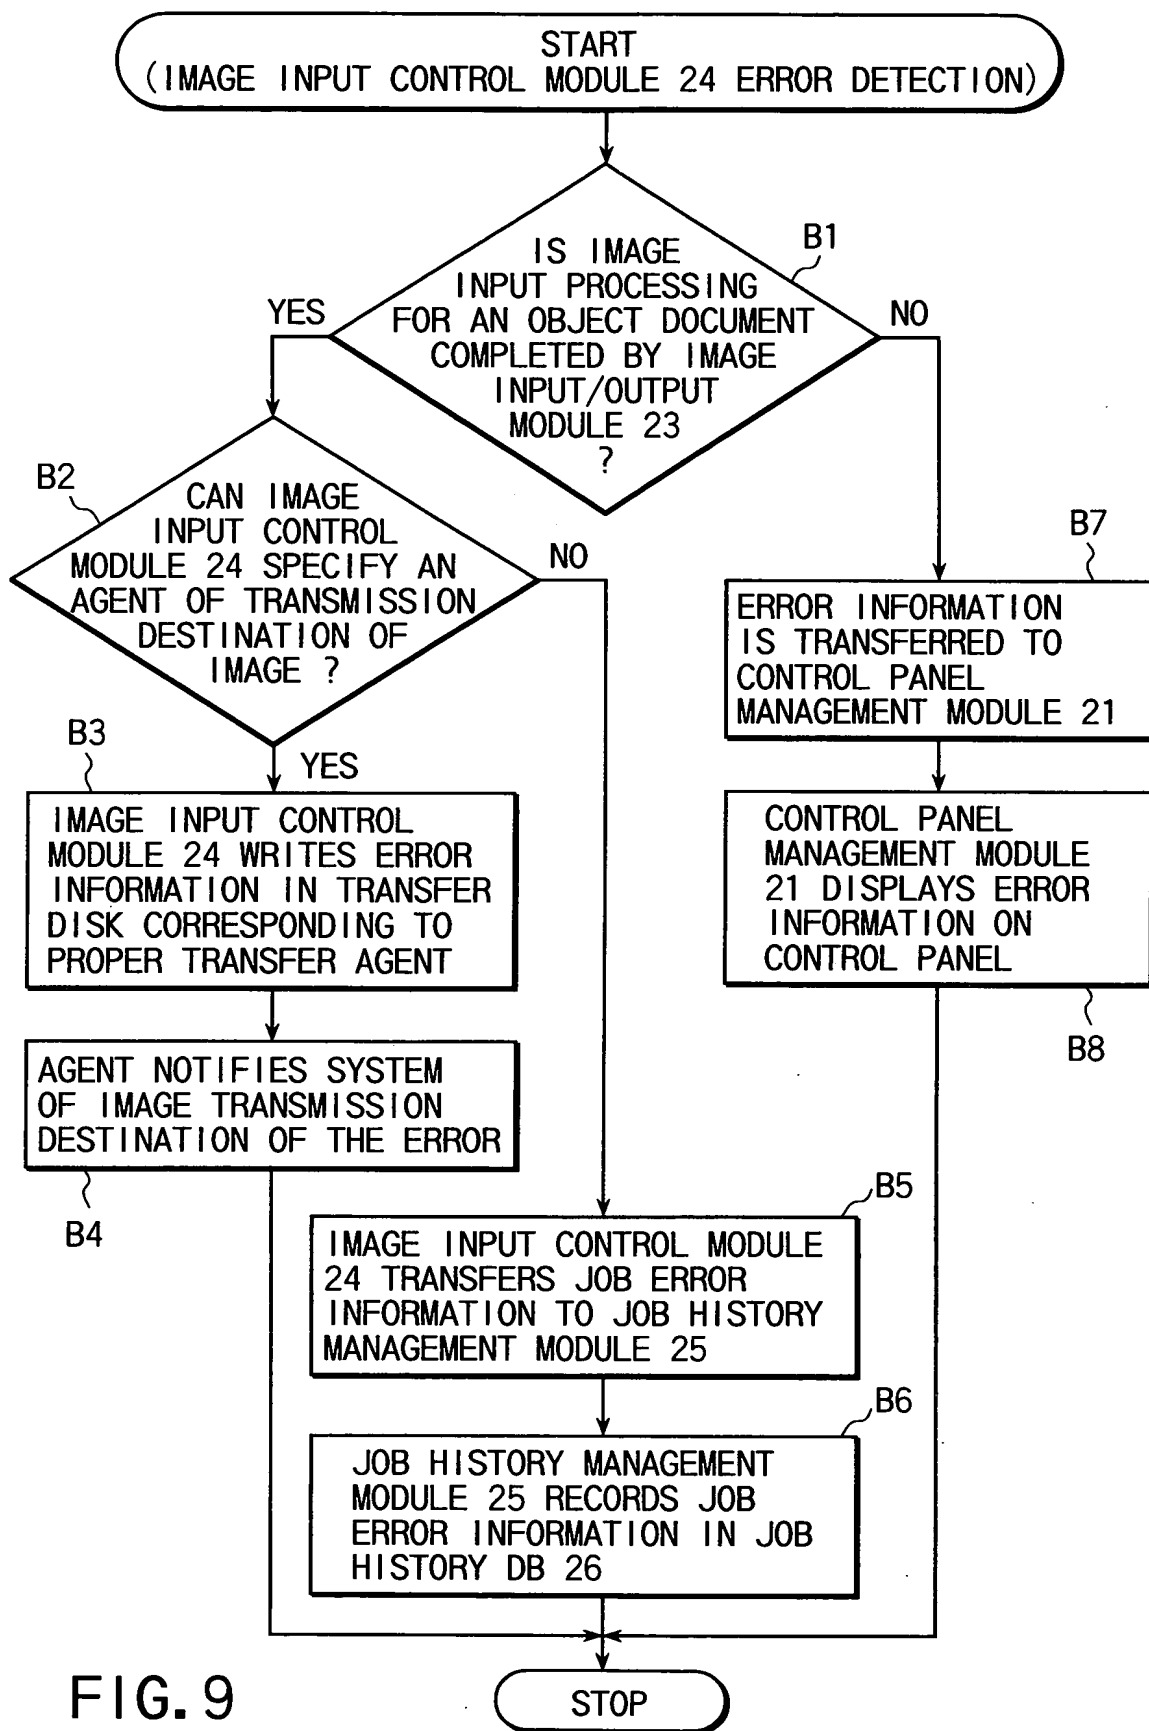 START
(IMAGE INPUT CONTROL MODULE 24 ERROR DETECTION)
B1
IS IMAGE
INPUT PROCESSING
FOR AN OBJECT DOCUMENT
COMPLETED BY IMAGE
INPUT/OUTPUT
MODULE 23
?
YES
NO
B2
CAN IMAGE
INPUT CONTROL
MODULE 24 SPECIFY AN
AGENT OF TRANSMISSION
DESTINATION OF
IMAGE ?
NO
YES
B7
ERROR INFORMATION
IS TRANSFERRED TO
CONTROL PANEL
MANAGEMENT MODULE 21
B3
IMAGE INPUT CONTROL
MODULE 24 WRITES ERROR
INFORMATION IN TRANSFER
DISK CORRESPONDING TO
PROPER TRANSFER AGENT
CONTROL PANEL
MANAGEMENT MODULE
21 DISPLAYS ERROR
INFORMATION ON
CONTROL PANEL
B8
AGENT NOTIFIES SYSTEM
OF IMAGE TRANSMISSION
DESTINATION OF THE ERROR
B4
B5
IMAGE INPUT CONTROL MODULE
24 TRANSFERS JOB ERROR
INFORMATION TO JOB HISTORY
MANAGEMENT MODULE 25
B6
JOB HISTORY MANAGEMENT
MODULE 25 RECORDS JOB
ERROR INFORMATION IN JOB
HISTORY DB 26
STOP
FIG. 9